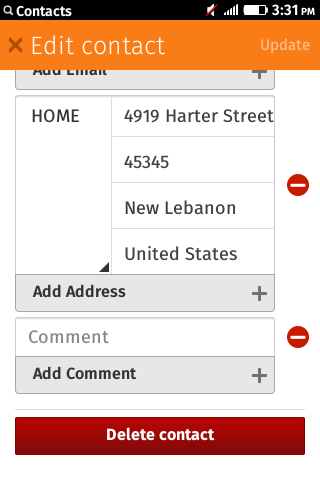 Contacts 3:31 PM
Edit contact Update
Add Email
HOME 4919 Harter Street
45345
New Lebanon
United States
Add Address
Comment
Add Comment
Delete contact